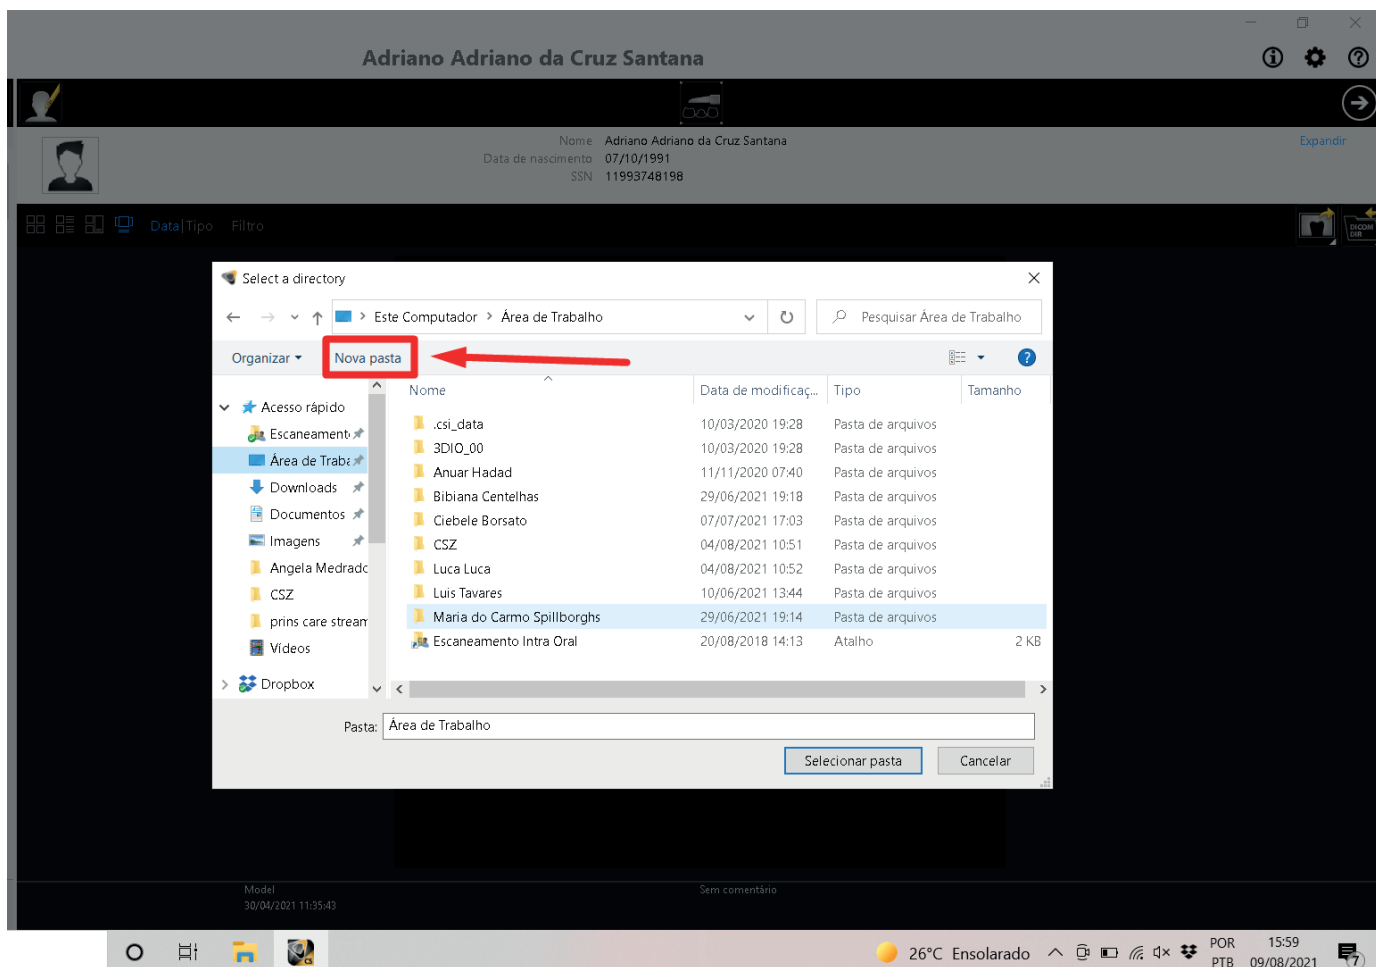 Adriano Adriano da Cruz Santana
Nome Adriano Adriano da Cruz Santana
Expandir
Data de nascimento 07/10/1991
SSN 11993748198
Data|Tipo Filtro
DICOM
DIR
Select a directory
Este Computador > Área de Trabalho
Pesquisar Área de Trabalho
Organizar Nova pasta
Nome Data de modificaç... Tipo Tamanho
Acesso rápido
Escaneament
Área de Traba
Downloads
Documentos
Imagens
Angela Medrado
CSZ
prins care stream
Vídeos
Dropbox
.csi_data 10/03/2020 19:28 Pasta de arquivos
3DIO_00 10/03/2020 19:28 Pasta de arquivos
Anuar Hadad 11/11/2020 07:40 Pasta de arquivos
Bibiana Centelhas 29/06/2021 19:18 Pasta de arquivos
Ciebele Borsato 07/07/2021 17:03 Pasta de arquivos
CSZ 04/08/2021 10:51 Pasta de arquivos
Luca Luca 04/08/2021 10:52 Pasta de arquivos
Luis Tavares 10/06/2021 13:44 Pasta de arquivos
Maria do Carmo Spillborghs 29/06/2021 19:14 Pasta de arquivos
Escaneamento Intra Oral 20/08/2018 14:13 Atalho 2 KB
Pasta: Área de Trabalho
Selecionar pasta Cancelar
Model
30/04/2021 11:35:43
Sem comentário
26°C Ensolarado
POR
PTB
15:59
09/08/2021
7